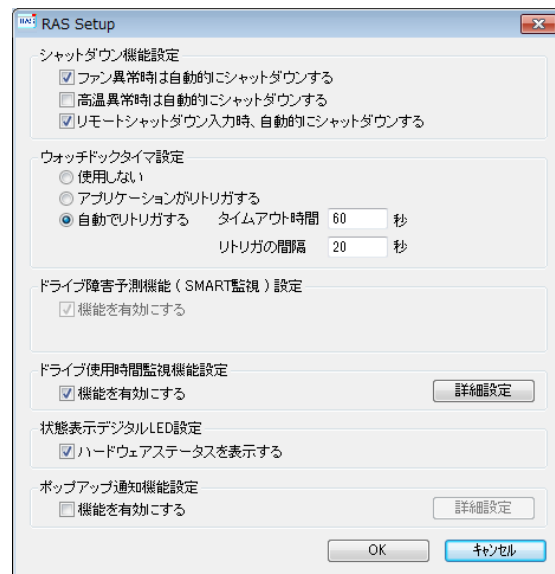 RAS RAS Setup
シャットダウン機能設定
ファン異常時は自動的にシャットダウンする
高温異常時は自動的にシャットダウンする
リモートシャットダウン入力時、自動的にシャットダウンする
ウォッチドックタイマ設定
使用しない
アプリケーションがリトリガする
自動でリトリガする タイムアウト時間 60 秒
リトリガの間隔 20 秒
ドライブ障害予測機能 ( SMART監視 ) 設定
機能を有効にする
ドライブ使用時間監視機能設定
機能を有効にする 詳細設定
状態表示デジタルLED設定
ハードウェアステータスを表示する
ポップアップ通知機能設定
機能を有効にする 詳細設定
OK キャンセル